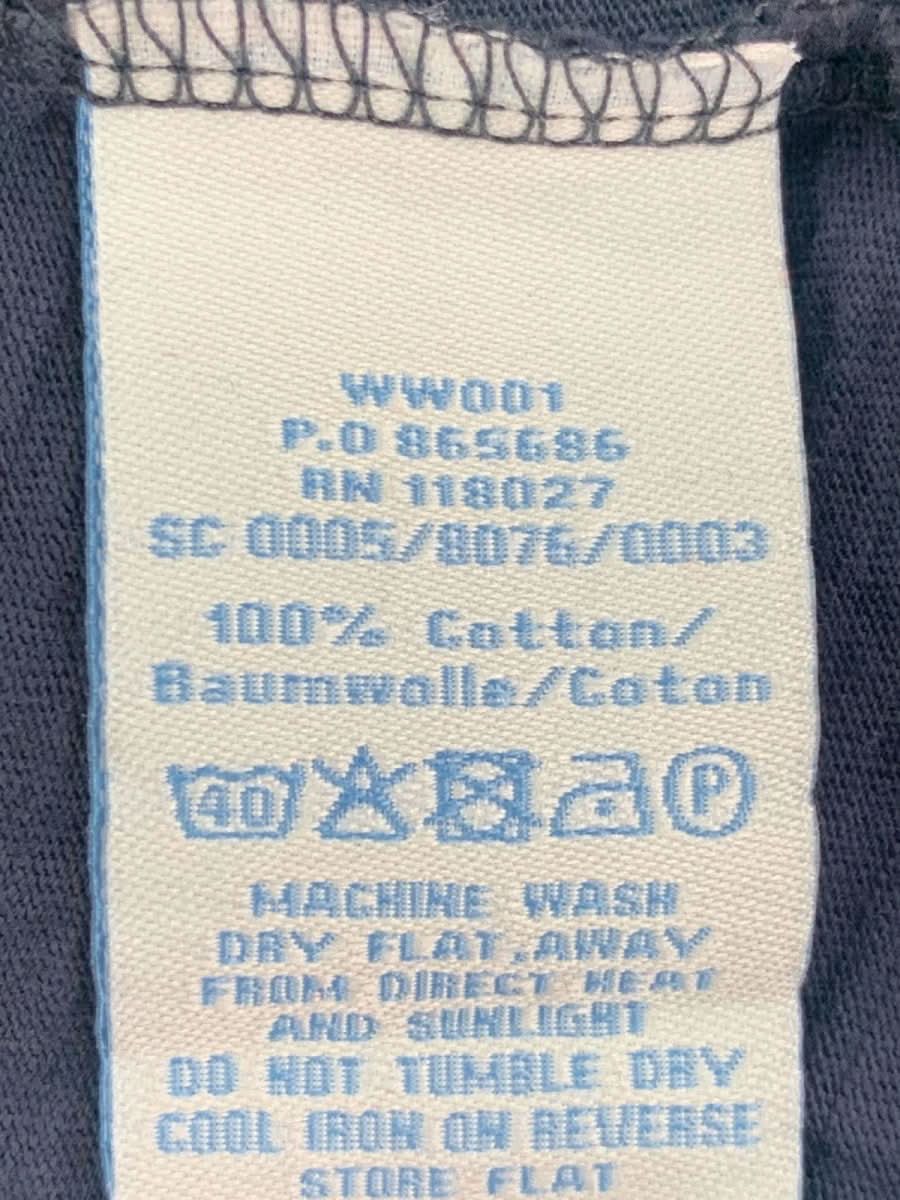 WW001
P.O 865686
RN 118027
SC 0005/8076/0003
100% Cotton/
Baumwolle/Coton
40 P
MACHINE WASH
DRY FLAT,AWAY
FROM DIRECT HEAT
AND SUNLIGHT
DO NOT TUMBLE DRY
COOL IRON ON REVERSE
STORE FLAT